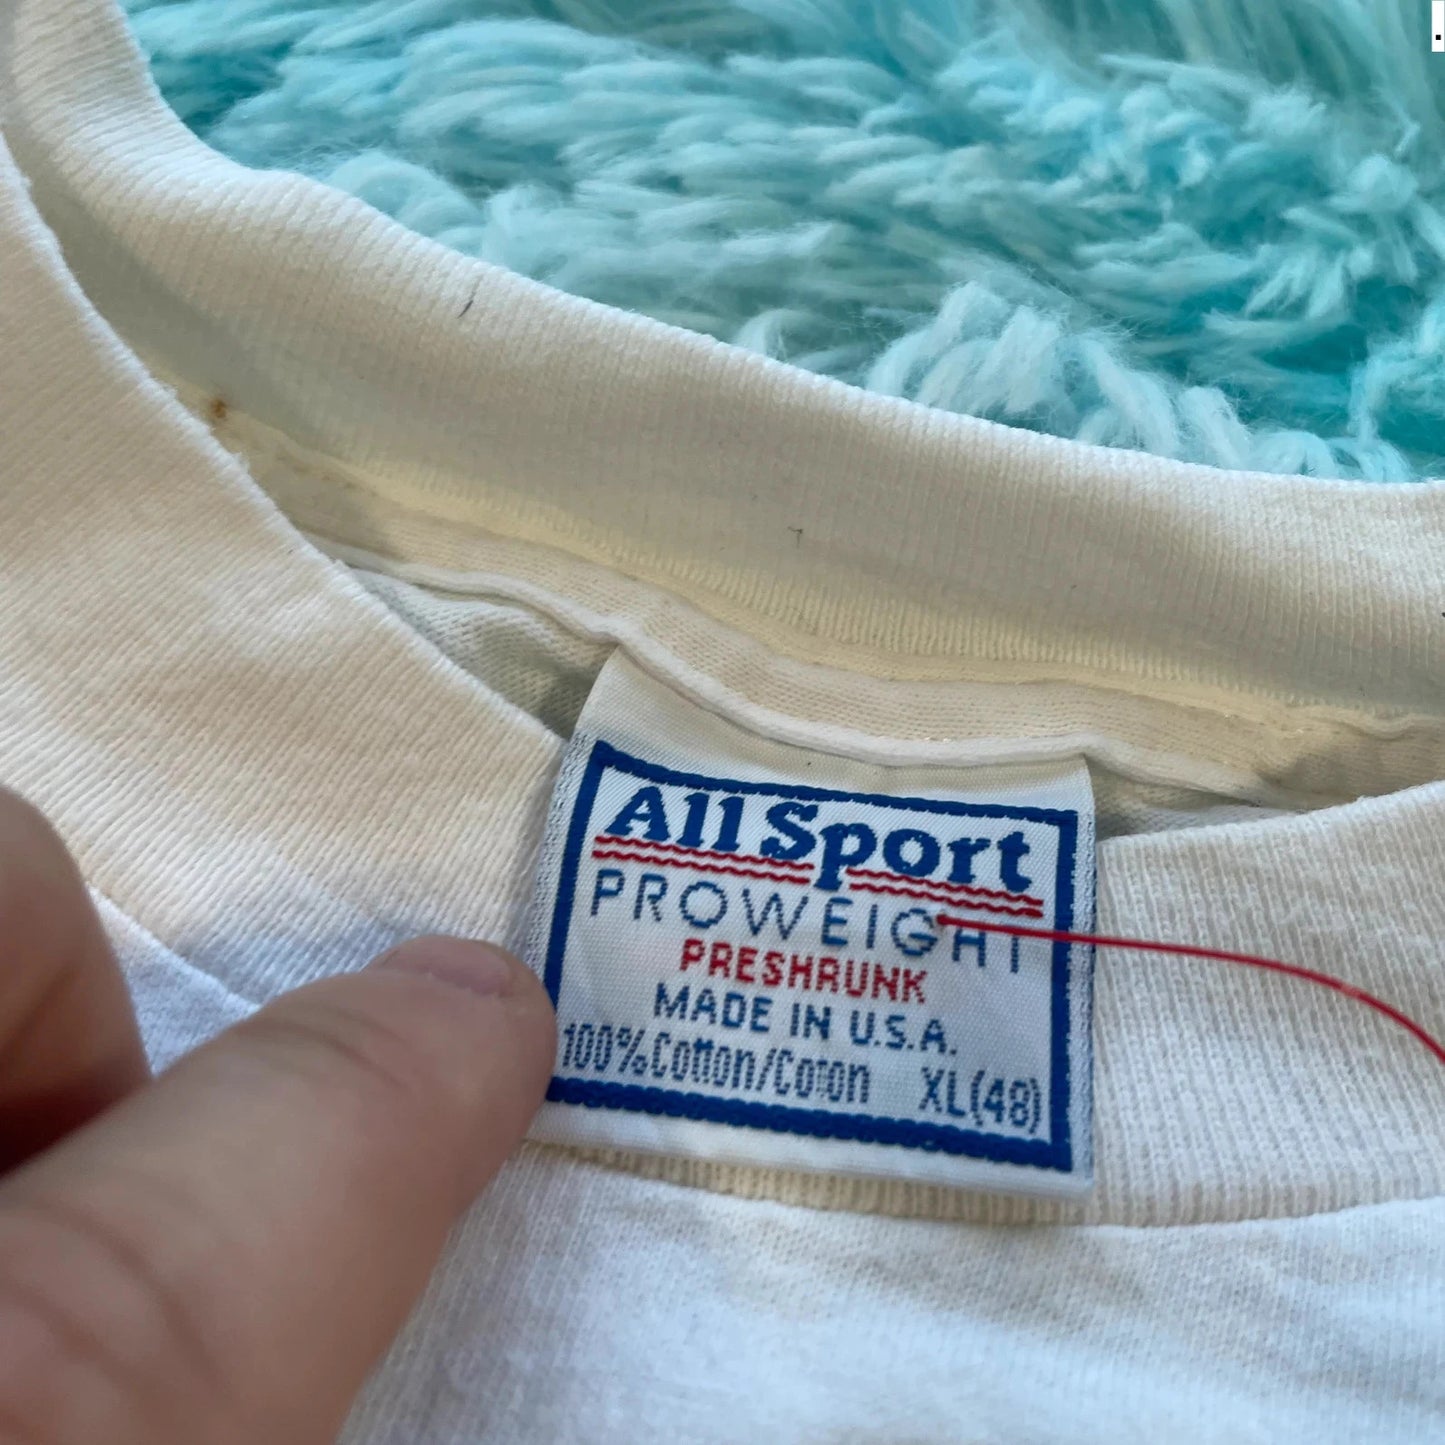 All Sport
PROWEIGHT
PRESHRUNK
MADE IN U.S.A.
100%Cotton/Coton XL(48)
.